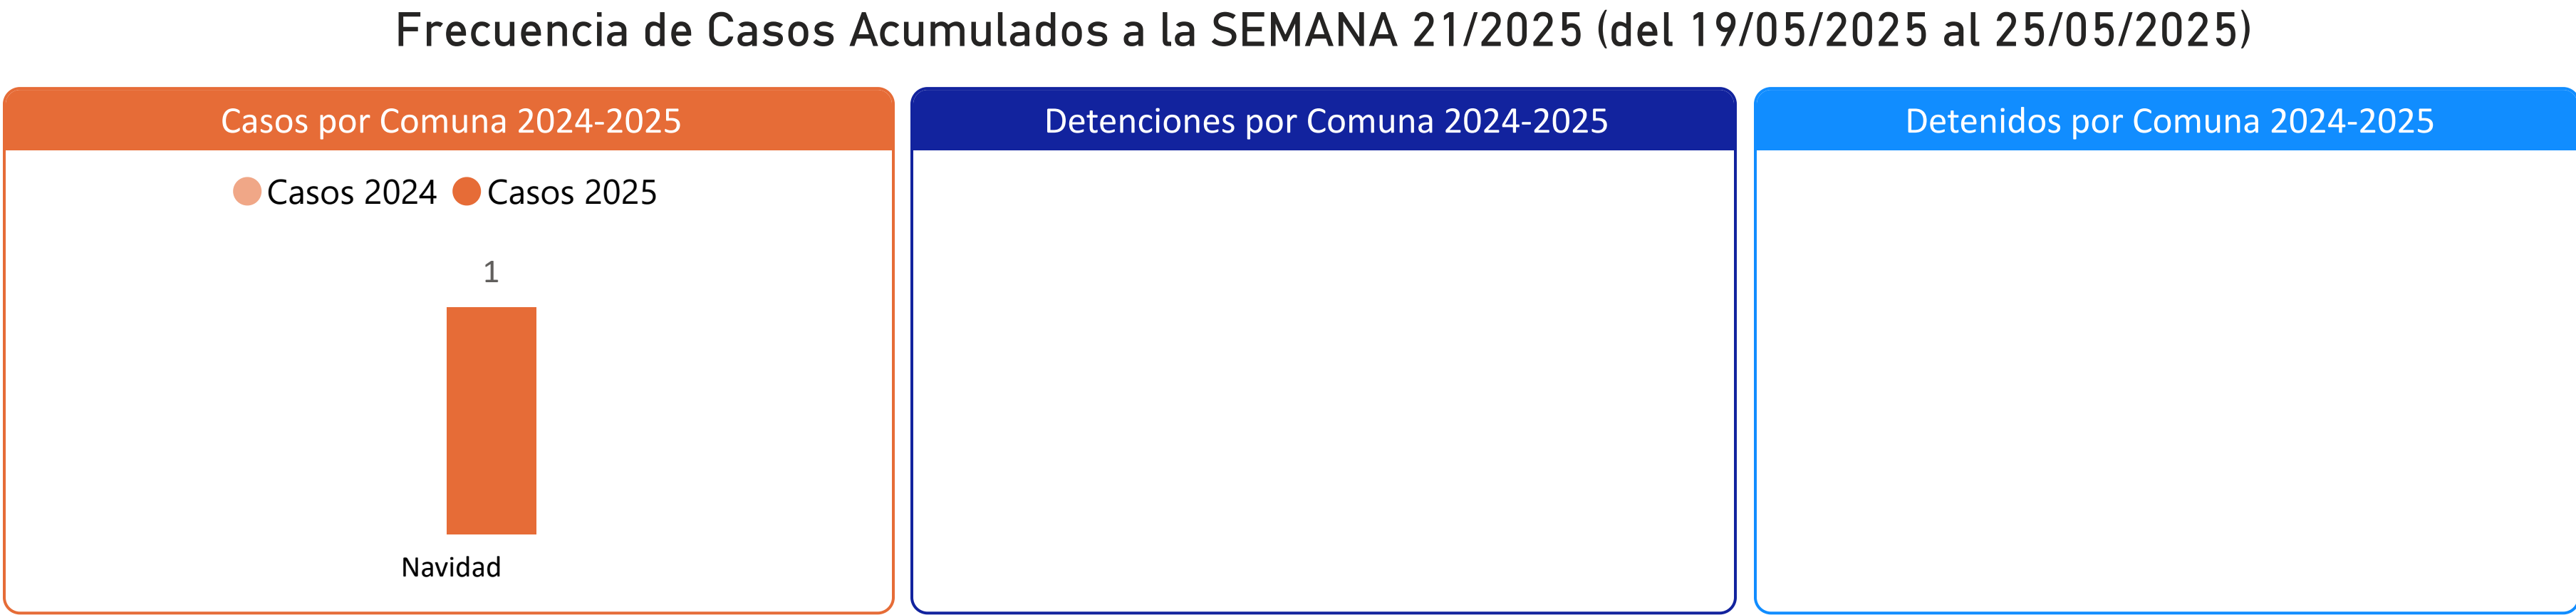 Frecuencia de Casos Acumulados a la SEMANA 21/2025 (del 19/05/2025 al 25/05/2025)
Casos por Comuna 2024-2025
Casos 2024 Casos 2025
1
Navidad
Detenciones por Comuna 2024-2025
Detenidos por Comuna 2024-2025